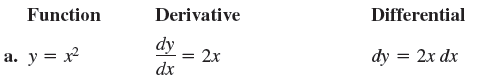 Function Derivative Differential
a. y = x² dy/dx = 2x dy = 2x dx